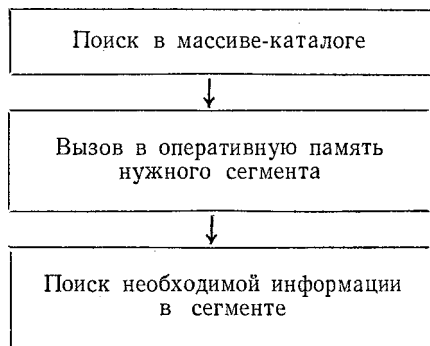 Поиск в массиве-каталоге
Вызов в оперативную память
нужного сегмента
Поиск необходимой информации
в сегменте